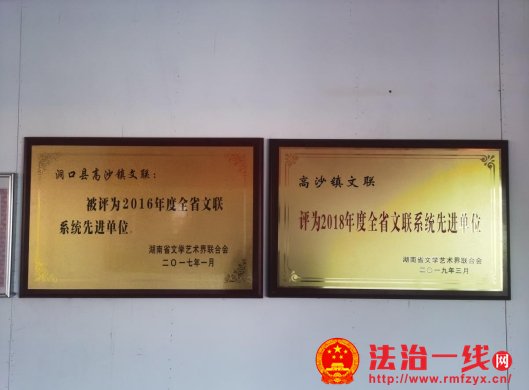 洞口县高沙镇文联：
被评为2016年度全省文联
系统先进单位。
湖南省文学艺术界联合会
二〇一七年一月
高沙镇文联
评为2018年度全省文联系统先进单位
湖南省文学艺术界联合会
二〇一九年三月
法治一线网
http://www.rmfzyx.cn/